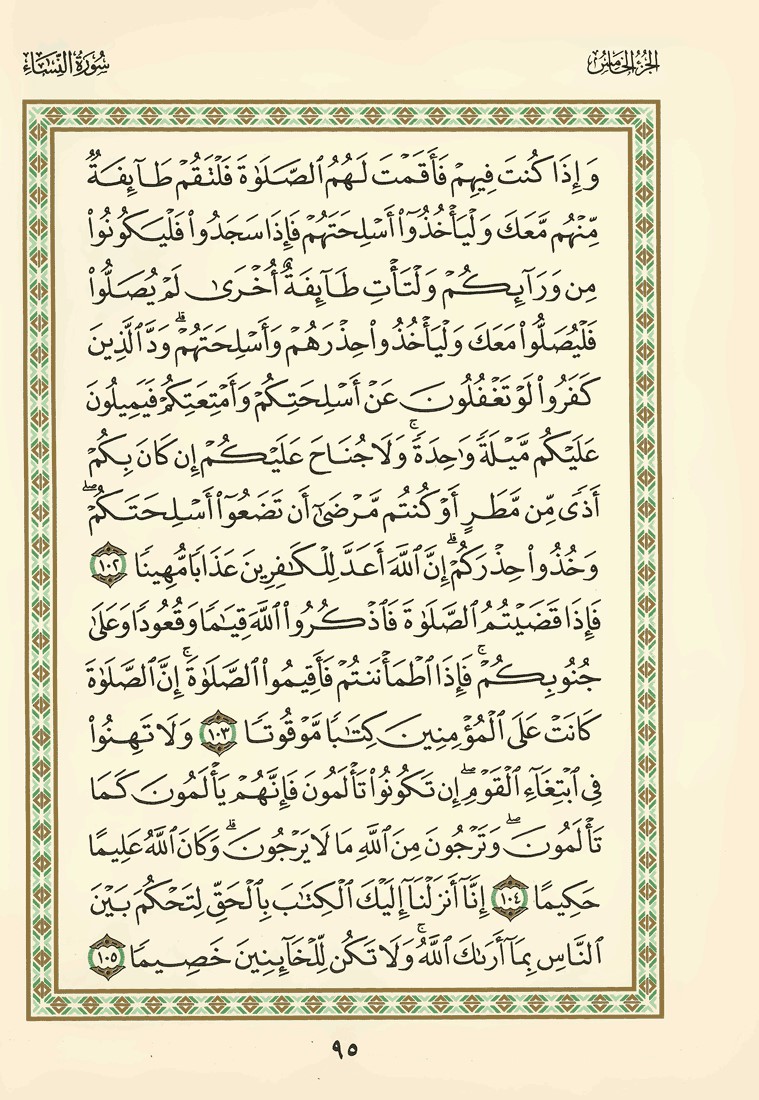 الجزء الخامس
سورة النساء
وَإِذَا كُنتَ فِيهِمْ فَأَقَمْتَ لَهُمُ ٱلصَّلَوٰةَ فَلْتَقُمْ طَآئِفَةٌ
مِّنْهُم مَّعَكَ وَلْيَأْخُذُوٓا۟ أَسْلِحَتَهُمْ فَإِذَا سَجَدُوا۟ فَلْيَكُونُوا۟
مِن وَرَآئِكُمْ وَلْتَأْتِ طَآئِفَةٌ أُخْرَىٰ لَمْ يُصَلُّوا۟
فَلْيُصَلُّوا۟ مَعَكَ وَلْيَأْخُذُوا۟ حِذْرَهُمْ وَأَسْلِحَتَهُمْ ۗ وَدَّ ٱلَّذِينَ
كَفَرُوا۟ لَوْ تَغْفُلُونَ عَنْ أَسْلِحَتِكُمْ وَأَمْتِعَتِكُمْ فَيَمِيلُونَ
عَلَيْكُم مَّيْلَةً وَٰحِدَةً ۚ وَلَا جُنَاحَ عَلَيْكُمْ إِن كَانَ بِكُمْ
أَذًى مِّن مَّطَرٍ أَوْ كُنتُم مَّرْضَىٰٓ أَن تَضَعُوٓا۟ أَسْلِحَتَكُمْ ۖ
وَخُذُوا۟ حِذْرَكُمْ ۗ إِنَّ ٱللَّهَ أَعَدَّ لِلْكَـٰفِرِينَ عَذَابًا مُّهِينًا ١٠٢
فَإِذَا قَضَيْتُمُ ٱلصَّلَوٰةَ فَٱذْكُرُوا۟ ٱللَّهَ قِيَـٰمًا وَقُعُودًا وَعَلَىٰ
جُنُوبِكُمْ ۚ فَإِذَا ٱطْمَأْنَنتُمْ فَأَقِيمُوا۟ ٱلصَّلَوٰةَ ۚ إِنَّ ٱلصَّلَوٰةَ
كَانَتْ عَلَى ٱلْمُؤْمِنِينَ كِتَـٰبًا مَّوْقُوتًا ١٠٣ وَلَا تَهِنُوا۟
فِى ٱبْتِغَآءِ ٱلْقَوْمِ ۖ إِن تَكُونُوا۟ تَأْلَمُونَ فَإِنَّهُمْ يَأْلَمُونَ كَمَا
تَأْلَمُونَ ۖ وَتَرْجُونَ مِنَ ٱللَّهِ مَا لَا يَرْجُونَ ۗ وَكَانَ ٱللَّهُ عَلِيمًا
حَكِيمًا ١٠٤ إِنَّآ أَنزَلْنَآ إِلَيْكَ ٱلْكِتَـٰبَ بِٱلْحَقِّ لِتَحْكُمَ بَيْنَ
ٱلنَّاسِ بِمَآ أَرَىٰكَ ٱللَّهُ ۚ وَلَا تَكُن لِّلْخَآئِنِينَ خَصِيمًا ١٠٥
٩٥